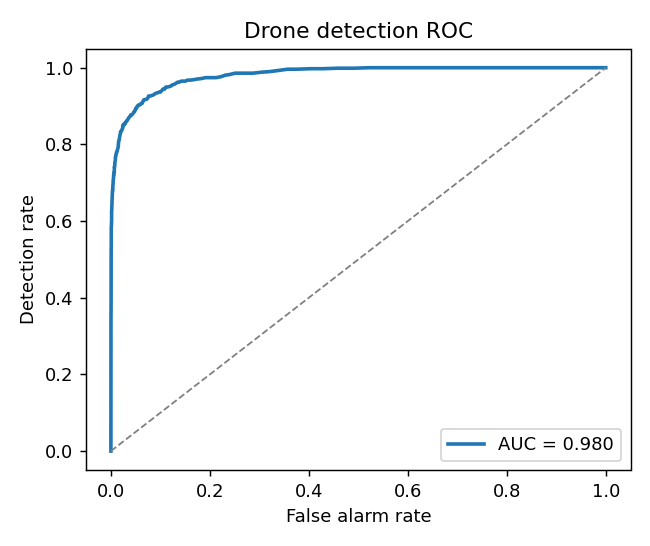 Drone detection ROC
1.0
0.8
0.6
0.4
0.2
0.0
Detection rate
0.0 0.2 0.4 0.6 0.8 1.0
False alarm rate
AUC = 0.980